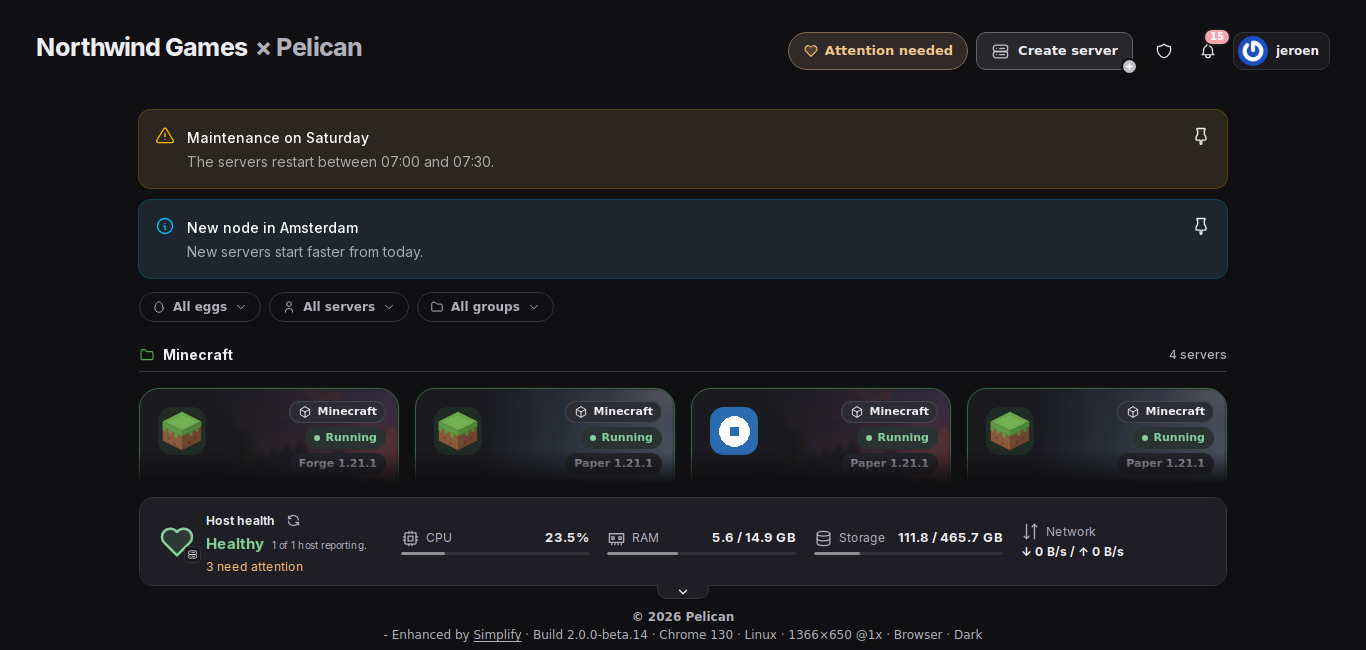 Northwind Games × Pelican
Attention needed
Create server
15
jeroen
Maintenance on Saturday
The servers restart between 07:00 and 07:30.
New node in Amsterdam
New servers start faster from today.
All eggs
All servers
All groups
Minecraft
4 servers
Minecraft
Running
Forge 1.21.1
Minecraft
Running
Paper 1.21.1
Minecraft
Running
Paper 1.21.1
Minecraft
Running
Paper 1.21.1
Host health
Healthy 1 of 1 host reporting.
3 need attention
CPU 23.5%
RAM 5.6 / 14.9 GB
Storage 111.8 / 465.7 GB
Network
↓ 0 B/s / ↑ 0 B/s
© 2026 Pelican
- Enhanced by Simplify · Build 2.0.0-beta.14 · Chrome 130 · Linux · 1366×650 @1x · Browser · Dark